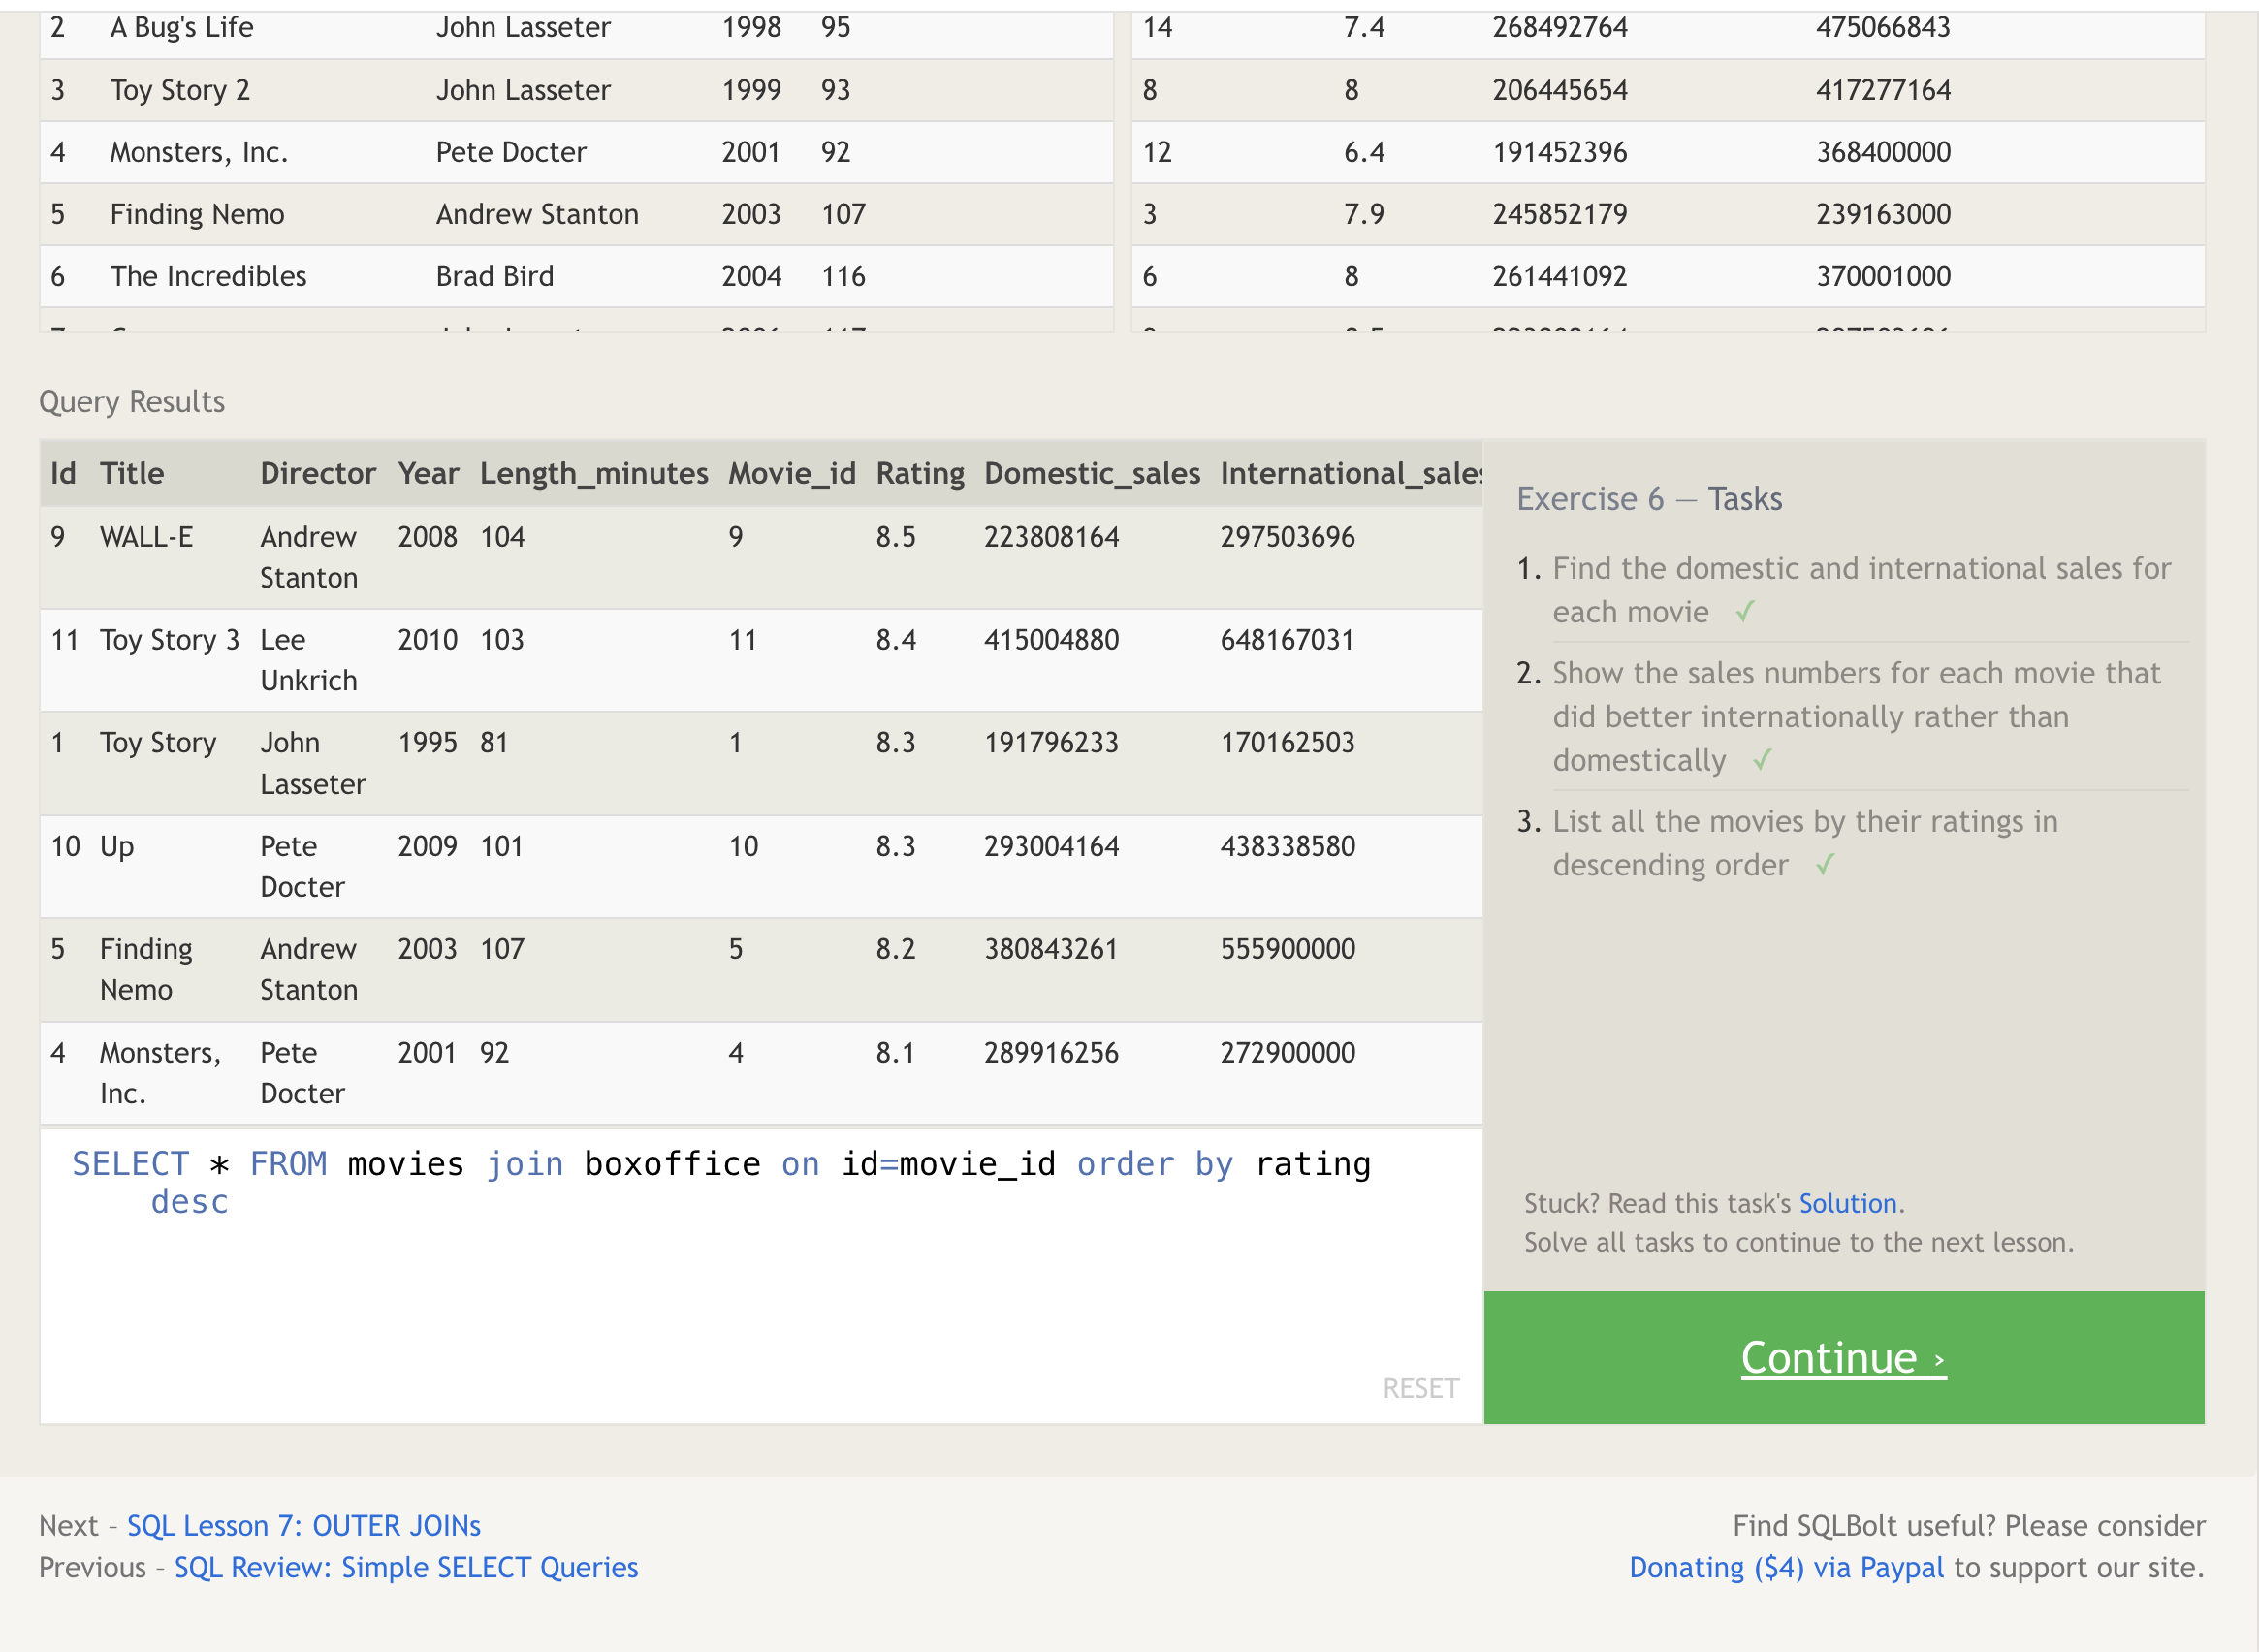 2 A Bug's Life John Lasseter 1998 95 14 7.4 268492764 475066843
3 Toy Story 2 John Lasseter 1999 93 8 8 206445654 417277164
4 Monsters, Inc. Pete Docter 2001 92 12 6.4 191452396 368400000
5 Finding Nemo Andrew Stanton 2003 107 3 7.9 245852179 239163000
6 The Incredibles Brad Bird 2004 116 6 8 261441092 370001000
Query Results
Id Title Director Year Length_minutes Movie_id Rating Domestic_sales International_sales
9 WALL-E Andrew 2008 104 9 8.5 223808164 297503696
Stanton
11 Toy Story 3 Lee 2010 103 11 8.4 415004880 648167031
Unkrich
1 Toy Story John 1995 81 1 8.3 191796233 170162503
Lasseter
10 Up Pete 2009 101 10 8.3 293004164 438338580
Docter
5 Finding Andrew 2003 107 5 8.2 380843261 555900000
Nemo Stanton
4 Monsters, Pete 2001 92 4 8.1 289916256 272900000
Inc. Docter
SELECT * FROM movies join boxoffice on id=movie_id order by rating
desc
RESET
Exercise 6 — Tasks
1. Find the domestic and international sales for
each movie ✓
2. Show the sales numbers for each movie that
did better internationally rather than
domestically ✓
3. List all the movies by their ratings in
descending order ✓
Stuck? Read this task's Solution.
Solve all tasks to continue to the next lesson.
Continue ›
Next – SQL Lesson 7: OUTER JOINs
Previous – SQL Review: Simple SELECT Queries
Find SQLBolt useful? Please consider
Donating ($4) via Paypal to support our site.